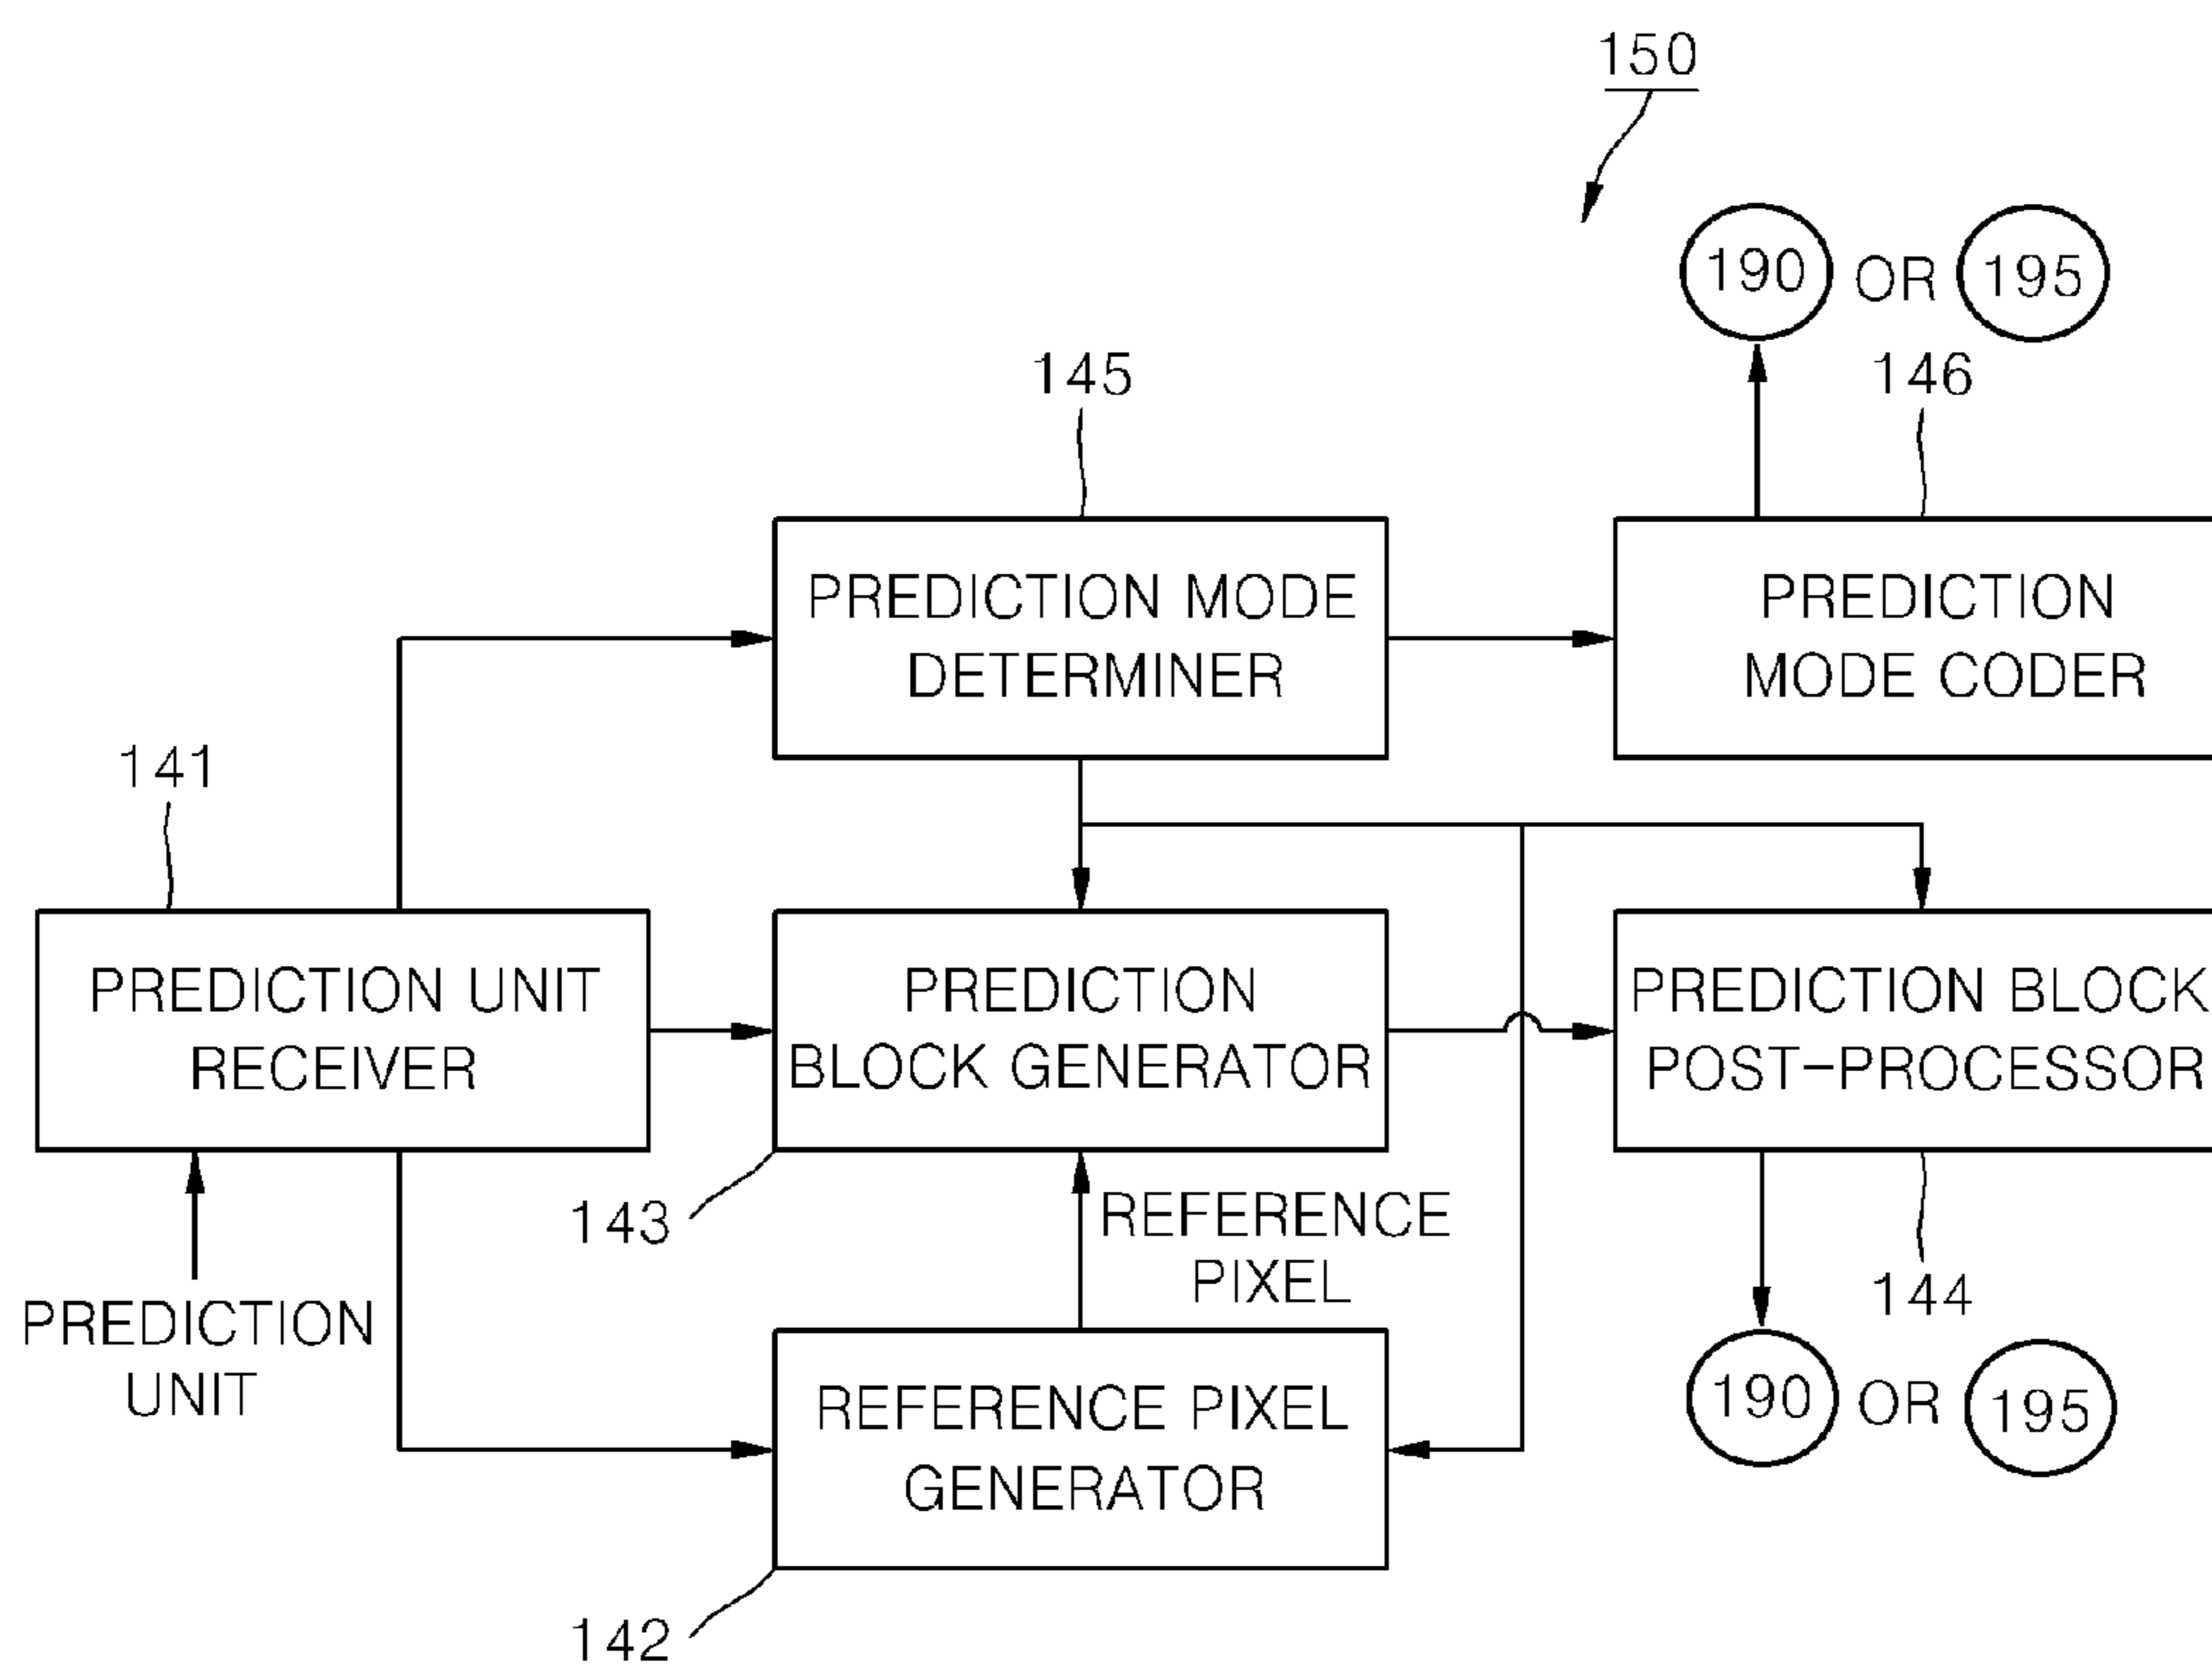 150
190 OR 195
145
146
PREDICTION MODE
DETERMINER
PREDICTION
MODE CODER
141
PREDICTION UNIT
RECEIVER
PREDICTION
BLOCK GENERATOR
PREDICTION BLOCK
POST-PROCESSOR
143
REFERENCE
PIXEL
144
PREDICTION
UNIT
REFERENCE PIXEL
GENERATOR
190 OR 195
142